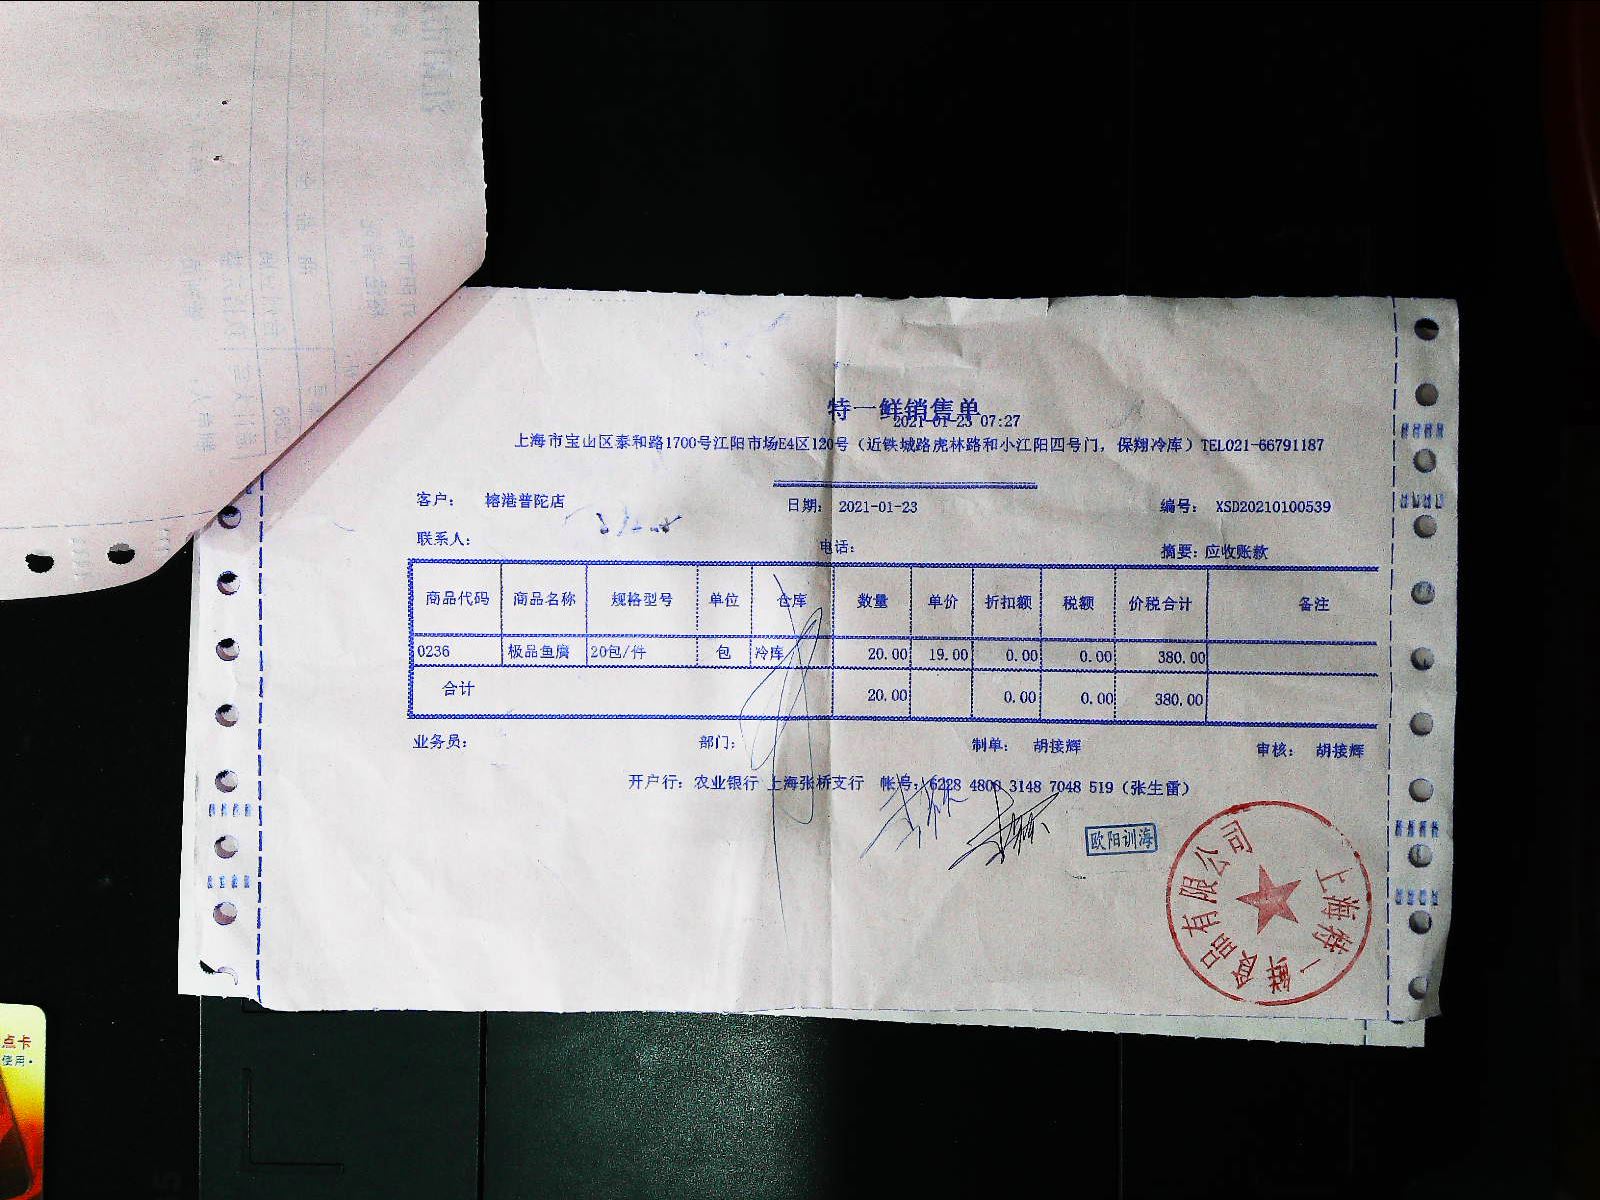 特一鲜销售单
2021-01-23 07:27
上海市宝山区泰和路1700号江阳市场E4区120号（近铁城路虎林路和小江阳四号门，保翔冷库）TEL021-66791187
客户： 榕港普陀店 日期： 2021-01-23 编号： XSD20210100539
联系人： 电话： 摘要：应收账款
商品代码 商品名称 规格型号 单位 仓库 数量 单价 折扣额 税额 价税合计 备注
0236 极品鱼腐 20包/件 包 冷库 20.00 19.00 0.00 0.00 380.00
合计 20.00 0.00 0.00 380.00
业务员： 部门： 制单： 胡接辉 审核： 胡接辉
开户行：农业银行 上海张桥支行 帐号：6228 4800 3148 7048 519（张生雷）
欧阳训海
上海特一鲜食品有限公司
点卡
使用